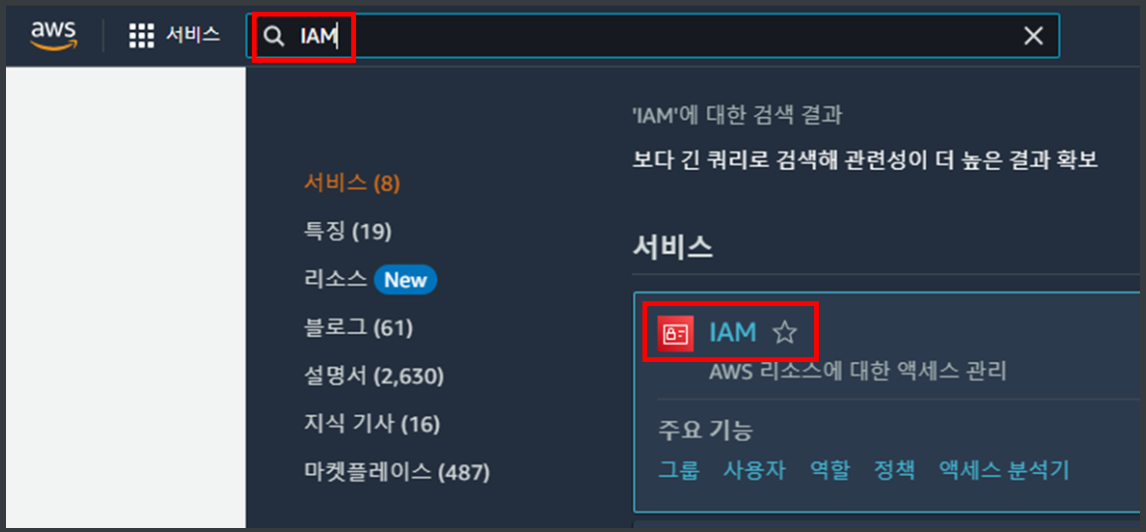 aws 서비스 IAM
'IAM'에 대한 검색 결과
보다 긴 쿼리로 검색해 관련성이 더 높은 결과 확보
서비스 (8)
특징 (19)
리소스 New
블로그 (61)
설명서 (2,630)
지식 기사 (16)
마켓플레이스 (487)
서비스
IAM
AWS 리소스에 대한 액세스 관리
주요 기능
그룹 사용자 역할 정책 액세스 분석기